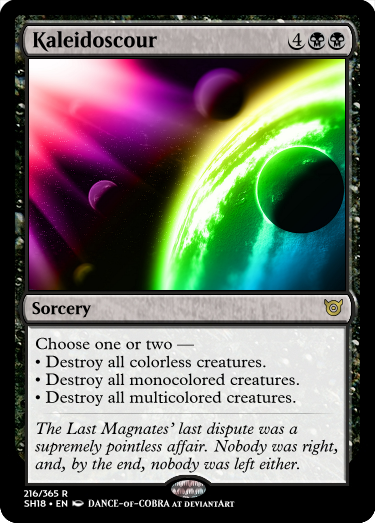 Kaleidoscour 4
Sorcery
Choose one or two —
• Destroy all colorless creatures.
• Destroy all monocolored creatures.
• Destroy all multicolored creatures.
The Last Magnates' last dispute was a
supremely pointless affair. Nobody was right,
and, by the end, nobody was left either.
216/365 R
SH18 • EN DANCE-OF-COBRA AT DEVIANTART